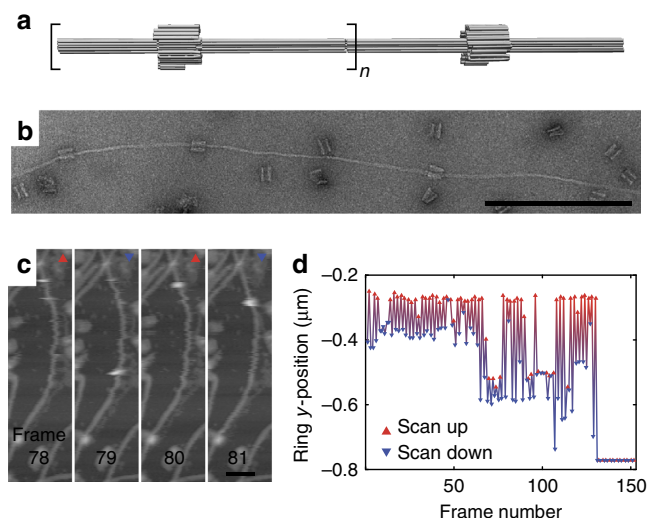 a
n
b
c
Frame
78 79 80 81
d
Ring y-position (μm)
–0.2
–0.4
–0.6
–0.8
Scan up
Scan down
50 100 150
Frame number